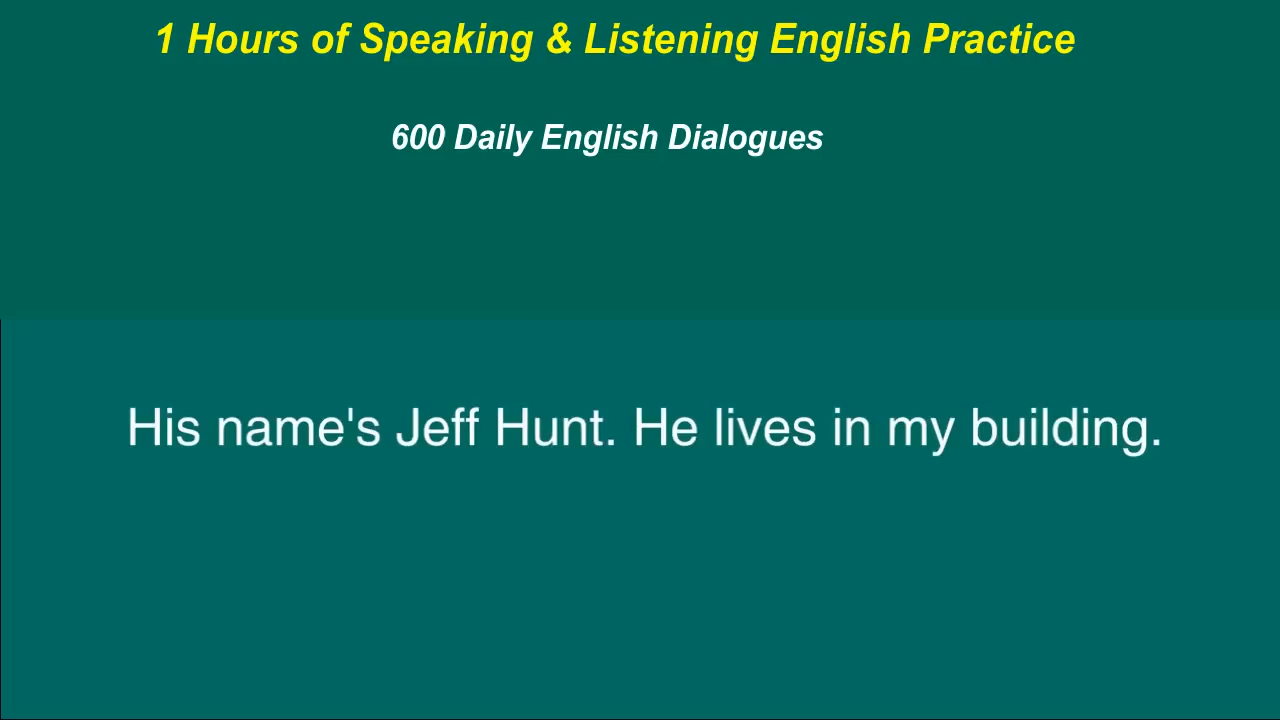 1 Hours of Speaking & Listening English Practice
600 Daily English Dialogues
His name's Jeff Hunt. He lives in my building.